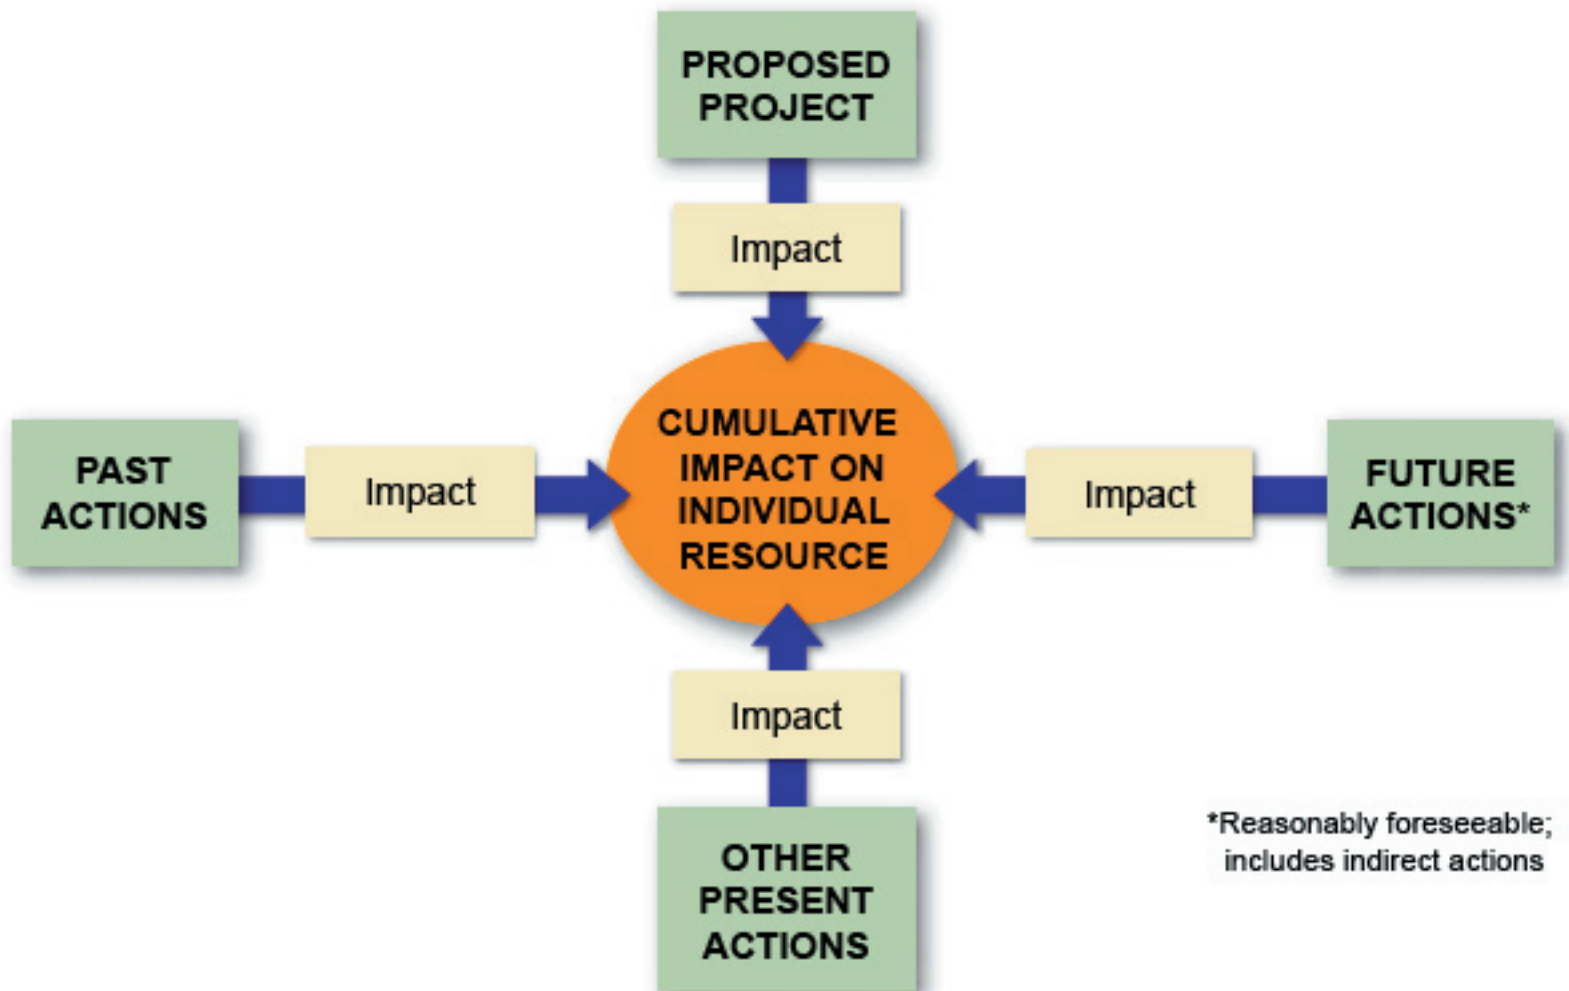 PROPOSED
PROJECT
Impact
PAST
ACTIONS
Impact
CUMULATIVE
IMPACT ON
INDIVIDUAL
RESOURCE
Impact
FUTURE
ACTIONS*
Impact
OTHER
PRESENT
ACTIONS
*Reasonably foreseeable;
includes indirect actions